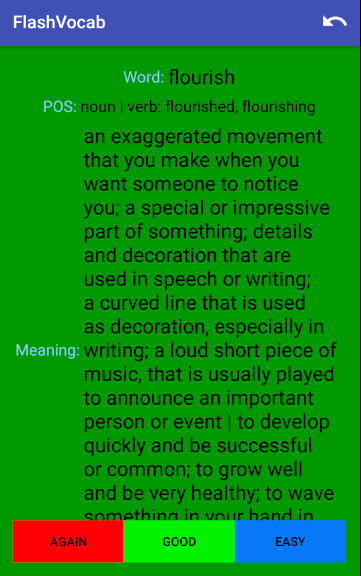 FlashVocab
Word: flourish
POS: noun | verb: flourished, flourishing
an exaggerated movement
that you make when you
want someone to notice
you; a special or impressive
part of something; details
and decoration that are
used in speech or writing;
a curved line that is used
as decoration, especially in
Meaning: writing; a loud short piece of
music, that is usually played
to announce an important
person or event | to develop
quickly and be successful
or common; to grow well
and be very healthy; to wave
something in your hand in
AGAIN GOOD EASY